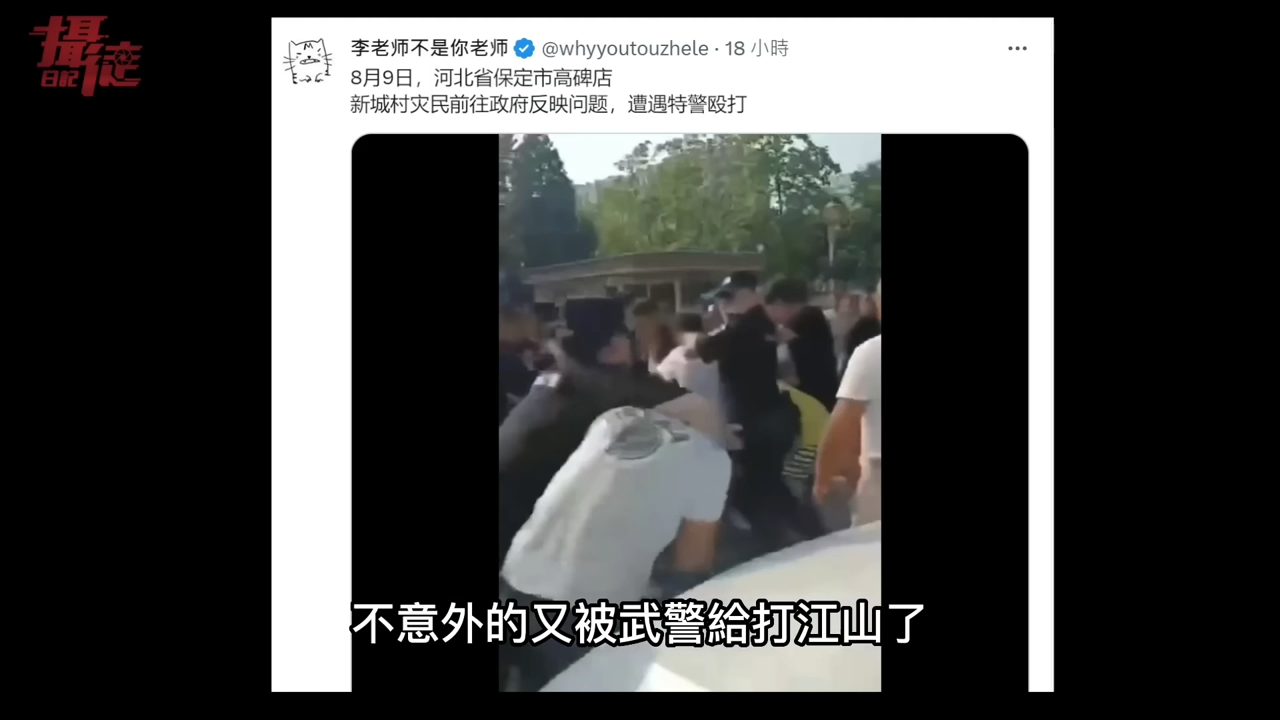 攝徒
日記
李老师不是你老师 @whyyoutouzhele · 18 小時
8月9日，河北省保定市高碑店
新城村灾民前往政府反映问题，遭遇特警殴打
不意外的又被武警給打江山了